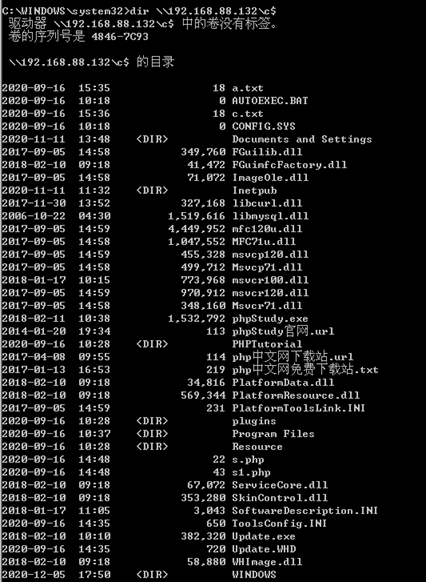 C:\WINDOWS\system32>dir \\192.168.88.132\c$
 驱动器 \\192.168.88.132\c$ 中的卷没有标签。
 卷的序列号是 4846-7C93
 \\192.168.88.132\c$ 的目录
2020-09-16  15:35                18 a.txt
2020-09-16  10:18                 0 AUTOEXEC.BAT
2020-09-16  15:36                18 c.txt
2020-09-16  10:18                 0 CONFIG.SYS
2020-11-11  13:48    <DIR>          Documents and Settings
2017-09-05  14:58           349,760 FGuilib.dll
2018-02-10  09:18            41,472 FGuimfcFactory.dll
2017-09-05  14:58            71,072 ImageOle.dll
2020-11-11  11:32    <DIR>          Inetpub
2017-11-30  13:52           327,168 libcurl.dll
2006-10-22  04:30         1,519,616 libmysql.dll
2017-09-05  14:59         4,449,952 mfc120u.dll
2017-09-05  14:58         1,047,552 MFC71u.dll
2017-09-05  14:59           455,328 msvcp120.dll
2017-09-05  14:58           499,712 Msvcp71.dll
2018-01-17  10:15           773,968 msvcr100.dll
2017-09-05  14:59           970,912 msvcr120.dll
2017-09-05  14:58           348,160 Msvcr71.dll
2018-02-11  10:38         1,532,792 phpStudy.exe
2014-01-20  19:34               113 phpStudy官网.url
2020-09-16  10:28    <DIR>          PHPTutorial
2017-04-08  09:55               114 php中文网下载站.url
2017-01-13  16:53               219 php中文网免费下载站.txt
2018-02-10  09:18            34,816 PlatformData.dll
2018-02-10  09:18           569,344 PlatformResource.dll
2017-09-05  14:59               231 PlatformToolsLink.INI
2020-09-16  10:28    <DIR>          plugins
2020-09-16  10:37    <DIR>          Program Files
2020-09-16  10:28    <DIR>          Resource
2020-09-16  14:48                22 s.php
2020-09-16  14:48                43 s1.php
2018-02-10  09:18            67,072 ServiceCore.dll
2018-02-10  09:18           353,280 SkinControl.dll
2018-01-17  11:05             3,043 SoftwareDescription.INI
2020-09-16  14:35               650 ToolsConfig.INI
2018-02-10  10:10           382,320 Update.exe
2020-09-16  14:35               720 Update.WHD
2018-02-10  09:18            58,880 WHImage.dll
2020-12-05  17:50    <DIR>          WINDOWS